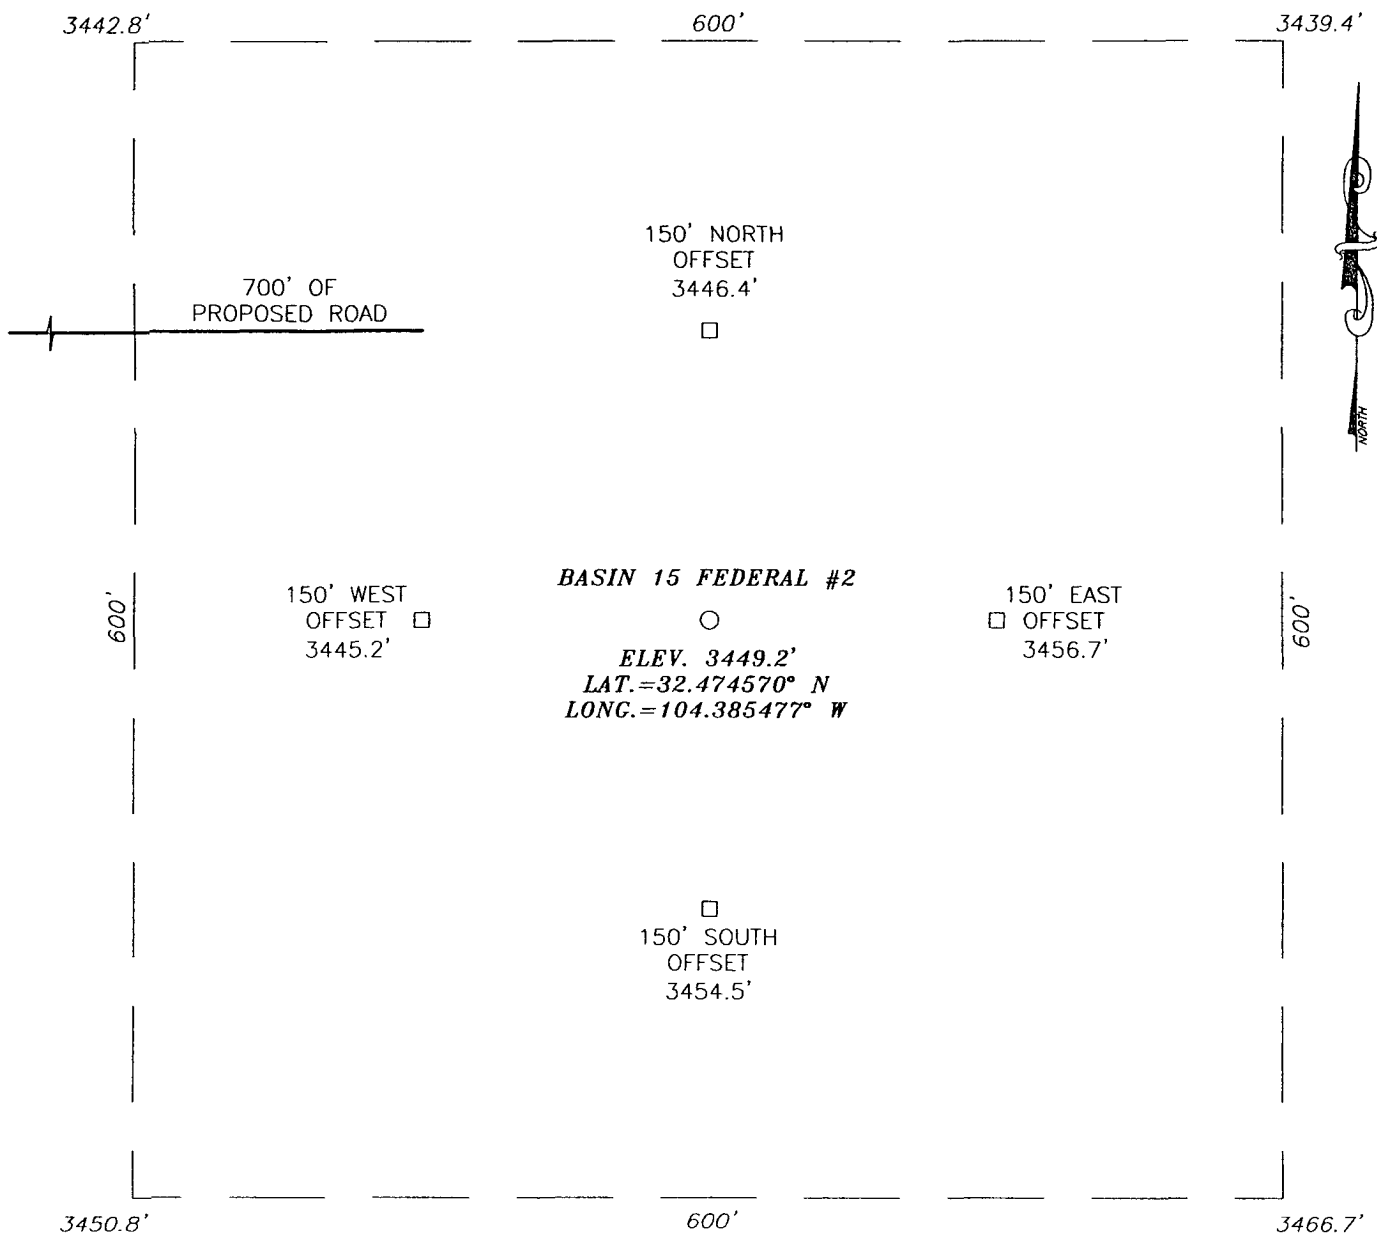 3442.8'
600'
3439.4'
150' NORTH
OFFSET
3446.4'
700' OF
PROPOSED ROAD
NORTH
BASIN 15 FEDERAL #2
150' WEST
OFFSET
3445.2'
600'
ELEV. 3449.2'
LAT.=32.474570° N
LONG.=104.385477° W
150' EAST
OFFSET
3456.7'
600'
150' SOUTH
OFFSET
3454.5'
3450.8'
600'
3466.7'